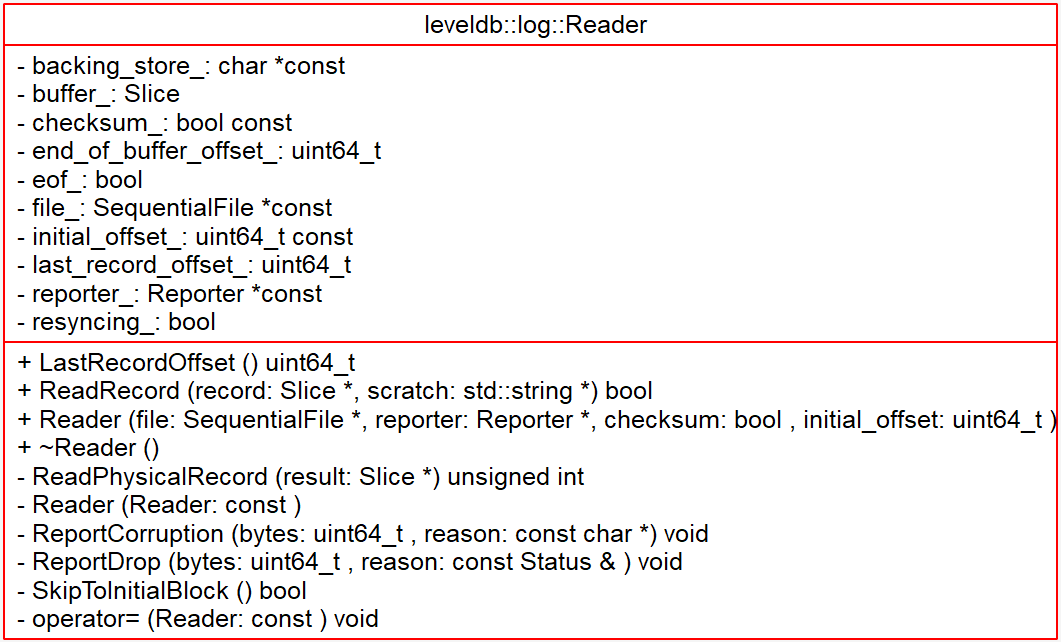 leveldb::log::Reader
- backing_store_: char *const
- buffer_: Slice
- checksum_: bool const
- end_of_buffer_offset_: uint64_t
- eof_: bool
- file_: SequentialFile *const
- initial_offset_: uint64_t const
- last_record_offset_: uint64_t
- reporter_: Reporter *const
- resyncing_: bool
+ LastRecordOffset () uint64_t
+ ReadRecord (record: Slice *, scratch: std::string *) bool
+ Reader (file: SequentialFile *, reporter: Reporter *, checksum: bool , initial_offset: uint64_t )
+ ~Reader ()
- ReadPhysicalRecord (result: Slice *) unsigned int
- Reader (Reader: const )
- ReportCorruption (bytes: uint64_t , reason: const char *) void
- ReportDrop (bytes: uint64_t , reason: const Status & ) void
- SkipToInitialBlock () bool
- operator= (Reader: const ) void